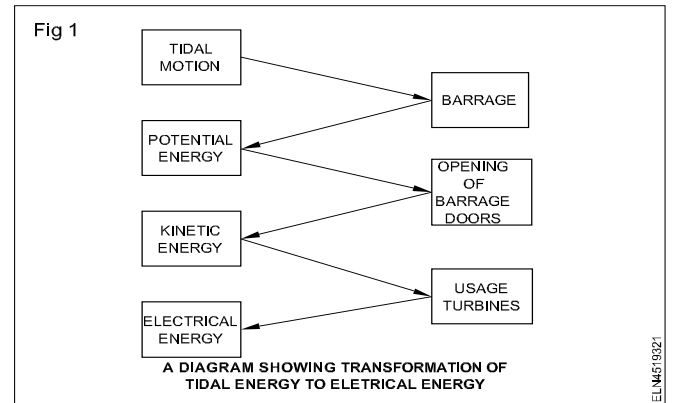 Fig 1
TIDAL
MOTION
BARRAGE
POTENTIAL
ENERGY
OPENING
OF
BARRAGE
DOORS
KINETIC
ENERGY
USAGE
TURBINES
ELECTRICAL
ENERGY
A DIAGRAM SHOWING TRANSFORMATION OF
TIDAL ENERGY TO ELETRICAL ENERGY
ELN4519321